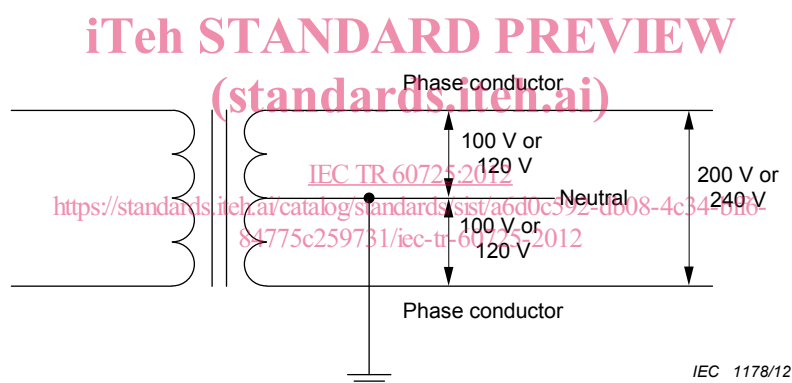 iTeh STANDARD PREVIEW
(standards.iteh.ai)
Phase conductor
100 V or
120 V
200 V or
240 V
IEC TR 60725:2012
Neutral
https://standards.iteh.ai/catalog/standards/sist/a6d0c592-db08-4c34-bff6-
84775c259731/iec-tr-60725-2012
100 V or
120 V
Phase conductor
IEC 1178/12